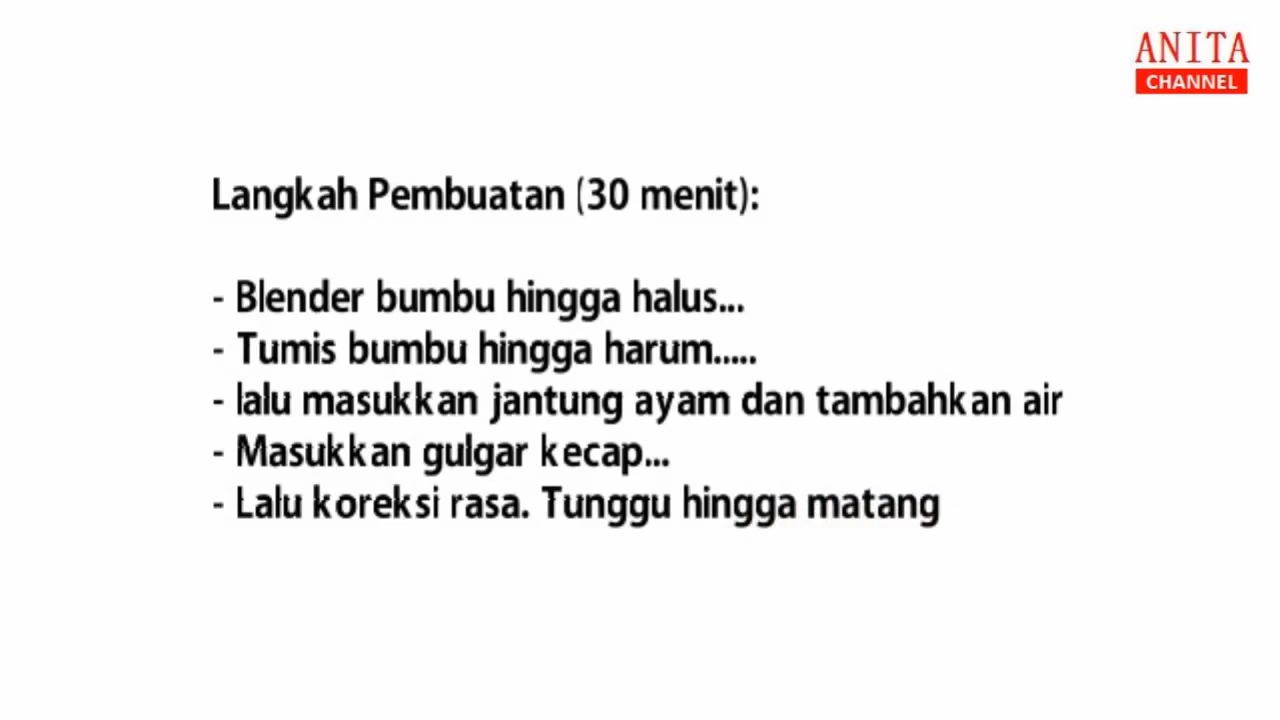 ANITA
CHANNEL
Langkah Pembuatan (30 menit):
- Blender bumbu hingga halus...
- Tumis bumbu hingga harum.....
- lalu masukkan jantung ayam dan tambahkan air
- Masukkan gulgar kecap...
- Lalu koreksi rasa. Tunggu hingga matang